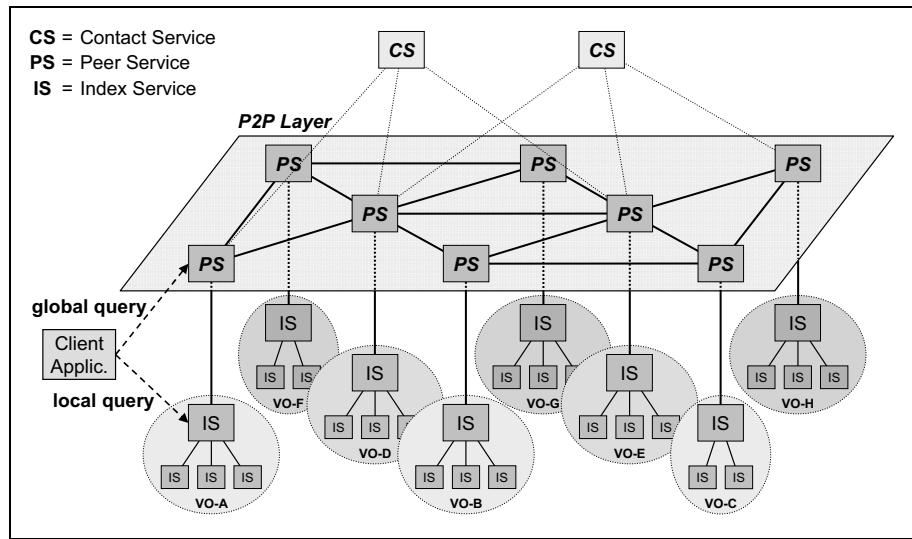 CS = Contact Service
PS = Peer Service
IS = Index Service
CS
CS
P2P Layer
PS
PS
PS
PS
PS
PS
PS
PS
global query
Client
Applic.
local query
IS
IS IS
VO-F
IS
IS IS IS
VO-G
IS
IS IS IS
VO-H
IS
IS IS IS
VO-D
IS
IS IS IS
VO-E
IS
IS IS IS
VO-A
IS
IS IS IS
VO-B
IS
IS IS
VO-C